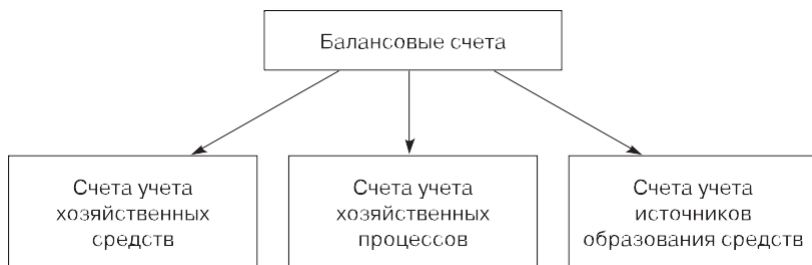 Балансовые счета
Счета учета
хозяйственных
средств
Счета учета
хозяйственных
процессов
Счета учета
источников
образования средств